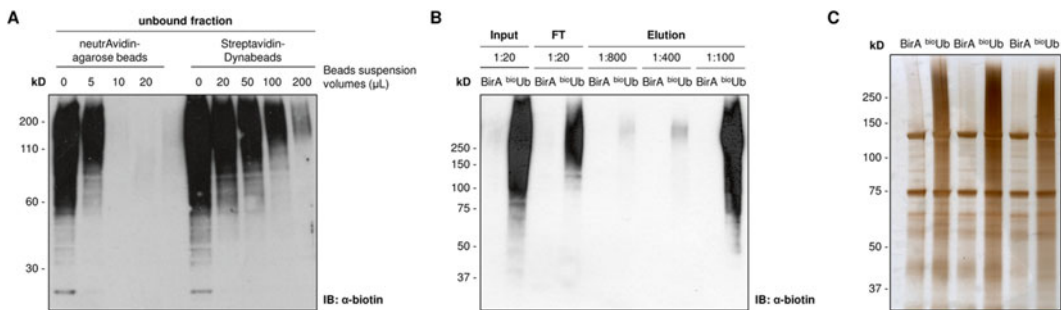 A
unbound fraction
neutrAvidin-
agarose beads
Streptavidin-
Dynabeads
kD
0 5 10 20 0 20 50 100 200
Beads suspension
volumes (µL)
200 -
110 -
60 -
30 -
IB: α-biotin
B
Input FT Elution
1:20 1:20 1:800 1:400 1:100
kD
BirA bioUb BirA bioUb BirA bioUb BirA bioUb BirA bioUb
250 -
150 -
100 -
75 -
50 -
37 -
IB: α-biotin
C
kD
BirA bioUb BirA bioUb BirA bioUb
250 -
150 -
100 -
75 -
50 -
37 -